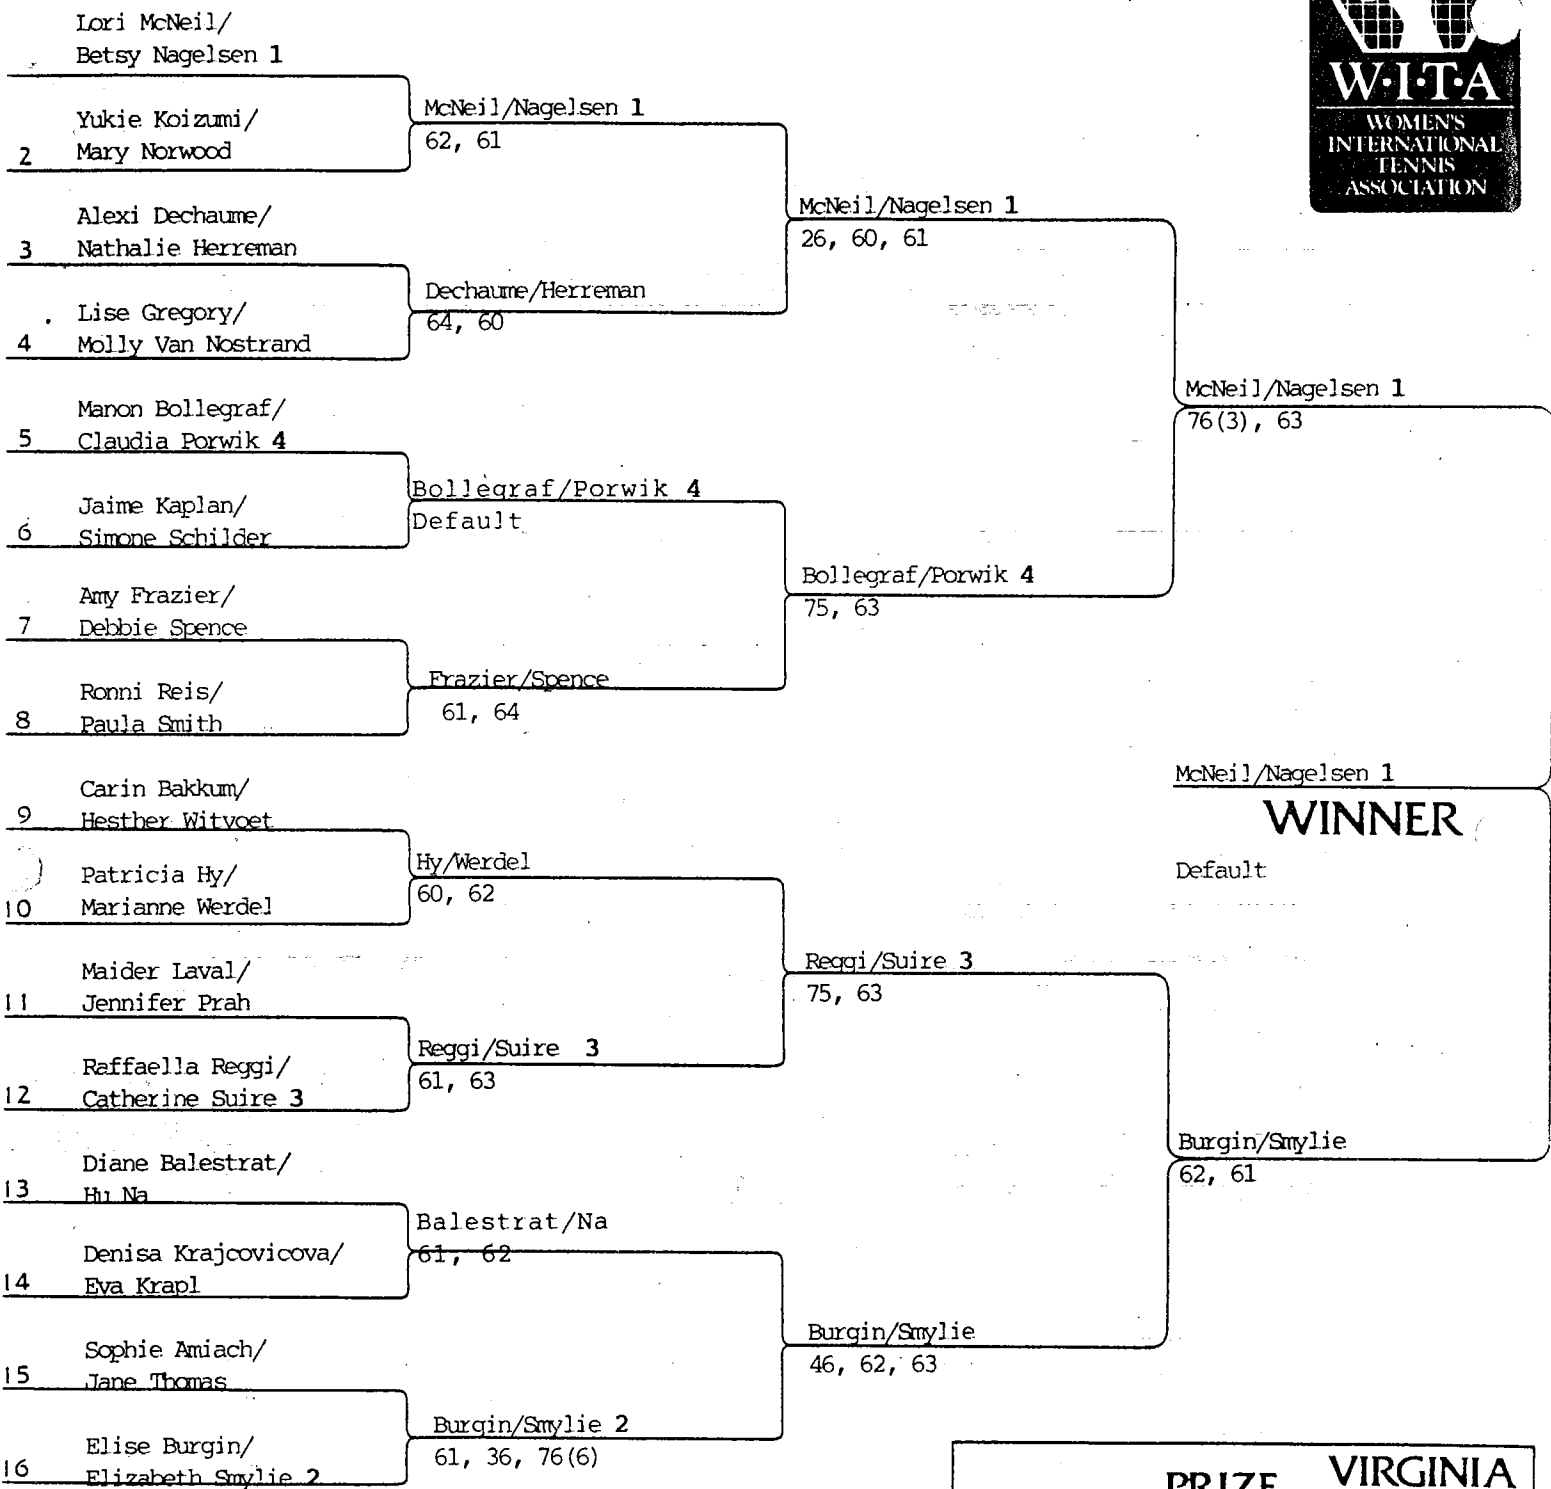 Lori McNeil/
Betsy Nagelsen 1
Yukie Koizumi/
2 Mary Norwood
Alexi Dechaume/
3 Nathalie Herreman
Lise Gregory/
4 Molly Van Nostrand
Manon Bollegraf/
5 Claudia Porwik 4
Jaime Kaplan/
6 Simone Schilder
Amy Frazier/
7 Debbie Spence
Ronni Reis/
8 Paula Smith
Carin Bakkum/
9 Hesther Witvoet
Patricia Hy/
10 Marianne Werdel
Maider Laval/
11 Jennifer Prah
Raffaella Reggi/
12 Catherine Suire 3
Diane Balestrat/
13 Hu Na
Denisa Krajcovicova/
14 Eva Krapl
Sophie Amiach/
15 Jane Thomas
Elise Burgin/
16 Elizabeth Smylie 2
McNeil/Nagelsen 1
62, 61
Dechaume/Herreman
64, 60
Bollegraf/Porwik 4
Default
Frazier/Spence
61, 64
Hy/Werdel
60, 62
Reggi/Suire 3
61, 63
Balestrat/Na
61, 62
Burgin/Smylie 2
61, 36, 76(6)
McNeil/Nagelsen 1
26, 60, 61
Bollegraf/Porwik 4
75, 63
Reggi/Suire 3
75, 63
Burgin/Smylie
46, 62, 63
McNeil/Nagelsen 1
76(3), 63
Burgin/Smylie
62, 61
McNeil/Nagelsen 1
WINNER
Default
W·I·T·A
WOMEN'S
INTERNATIONAL
TENNIS
ASSOCIATION
PRIZE VIRGINIA